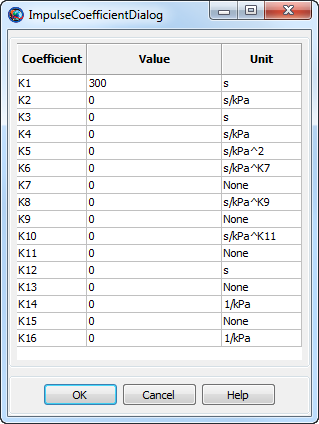 ImpulseCoefficientDialog
Coefficient Value Unit
K1 300 s
K2 0 s/kPa
K3 0 s
K4 0 s/kPa
K5 0 s/kPa^2
K6 0 s/kPa^K7
K7 0 None
K8 0 s/kPa^K9
K9 0 None
K10 0 s/kPa^K11
K11 0 None
K12 0 s
K13 0 None
K14 0 1/kPa
K15 0 None
K16 0 1/kPa
OK Cancel Help